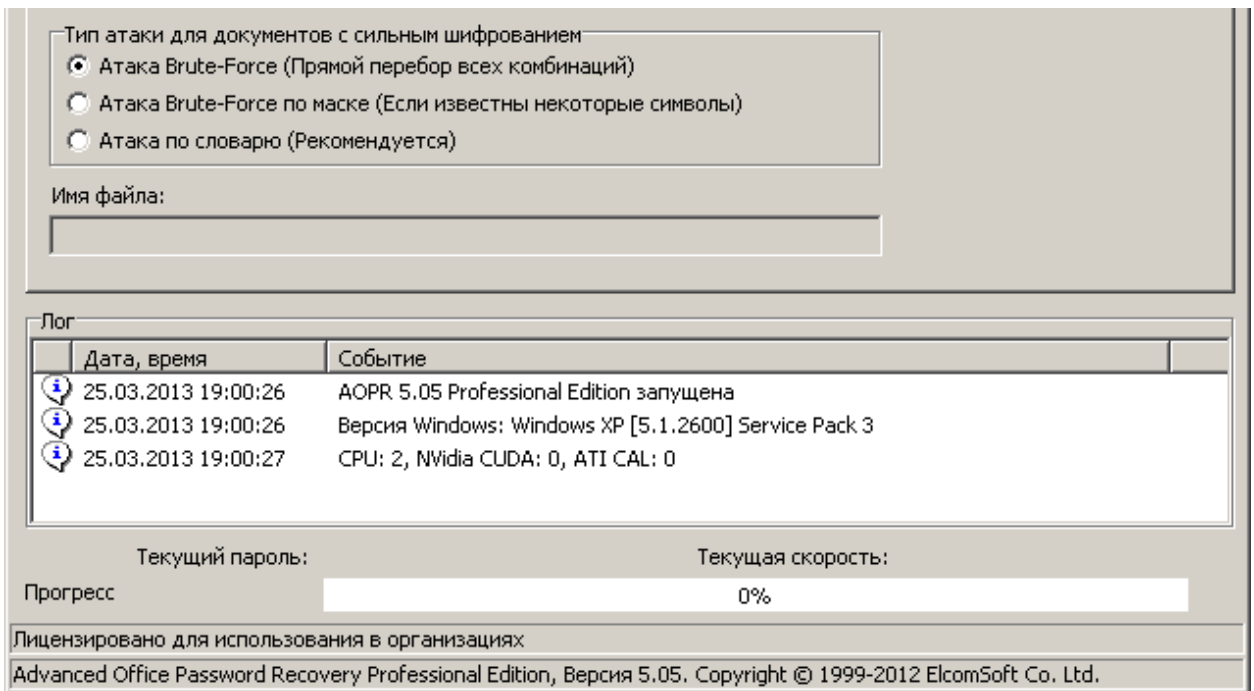 Тип атаки для документов с сильным шифрованием
Атака Brute-Force (Прямой перебор всех комбинаций)
Атака Brute-Force по маске (Если известны некоторые символы)
Атака по словарю (Рекомендуется)
Имя файла:
Лог
Дата, время Событие
25.03.2013 19:00:26 AOPR 5.05 Professional Edition запущена
25.03.2013 19:00:26 Версия Windows: Windows XP [5.1.2600] Service Pack 3
25.03.2013 19:00:27 CPU: 2, NVidia CUDA: 0, ATI CAL: 0
Текущий пароль: Текущая скорость:
Прогресс 0%
Лицензировано для использования в организациях
Advanced Office Password Recovery Professional Edition, Версия 5.05. Copyright © 1999-2012 ElcomSoft Co. Ltd.